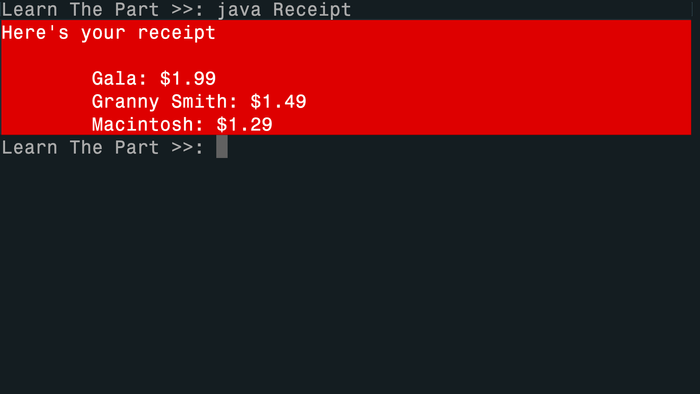 Learn The Part >>: java Receipt
Here's your receipt
Gala: $1.99
Granny Smith: $1.49
Macintosh: $1.29
Learn The Part >>: